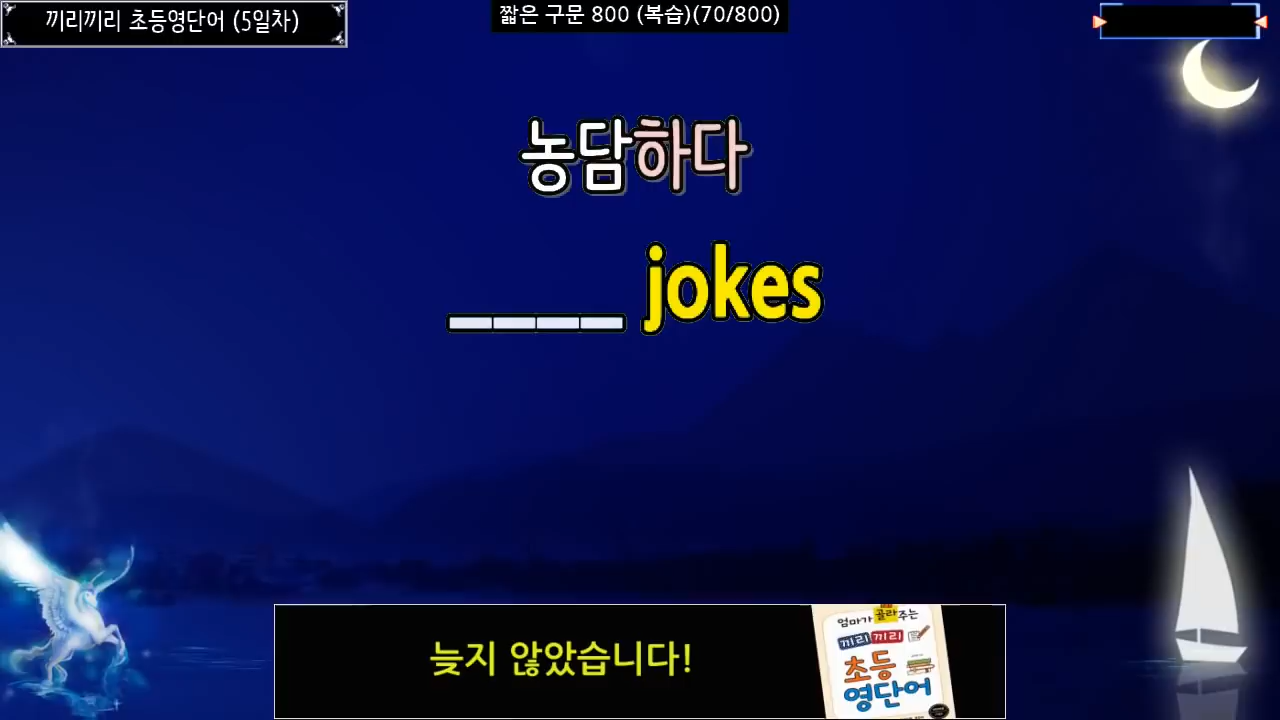 끼리끼리 초등영단어 (5일차)
짧은 구문 800 (복습)(70/800)
농담하다
____ jokes
늦지 않았습니다!
엄마가 골라주는
끼리끼리
초등
영단어